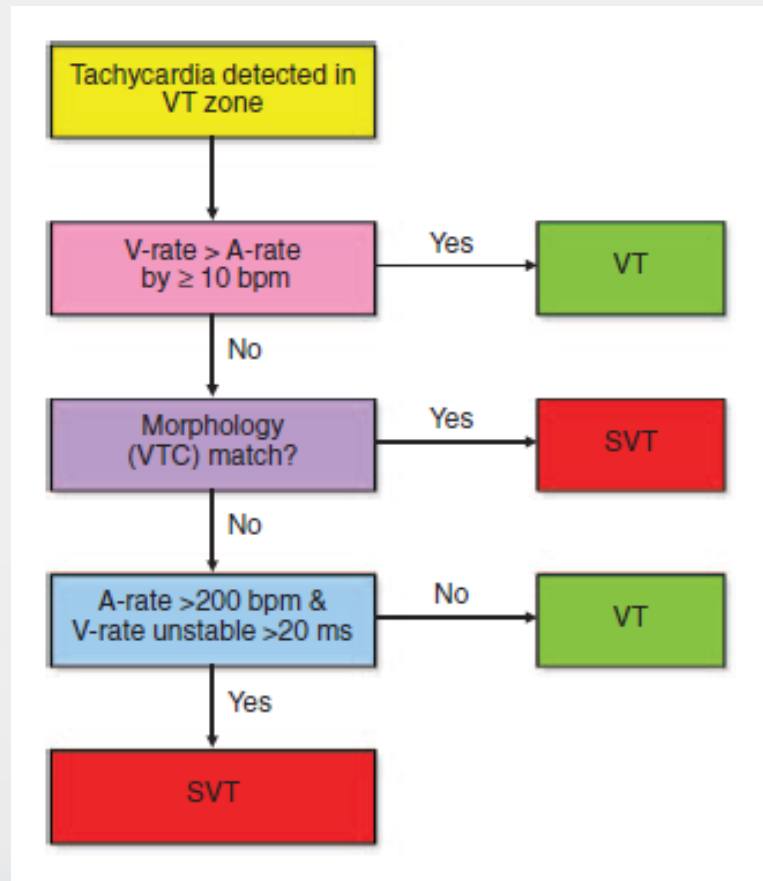 Tachycardia detected in
VT zone
V-rate > A-rate
by ≥ 10 bpm
Yes
VT
No
Morphology
(VTC) match?
Yes
SVT
No
A-rate >200 bpm &
V-rate unstable >20 ms
No
VT
Yes
SVT